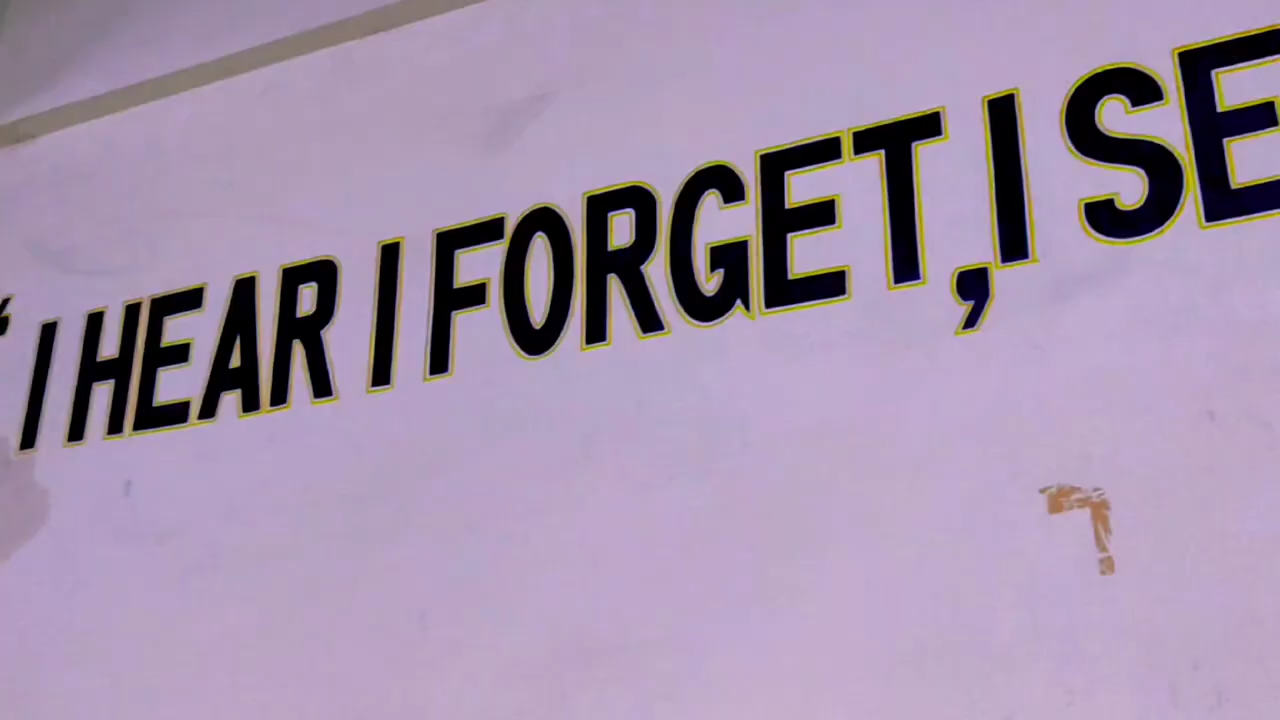 “ I HEAR I FORGET, I SE